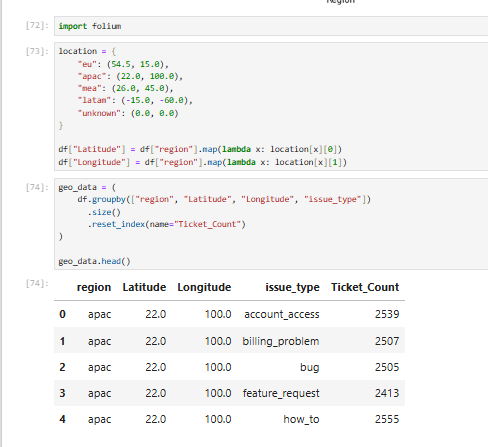 Region
[72]: import folium
[73]: location = {
"eu": (54.5, 15.0),
"apac": (22.0, 100.0),
"mea": (26.0, 45.0),
"latam": (-15.0, -60.0),
"unknown": (0.0, 0.0)
}
df["Latitude"] = df["region"].map(lambda x: location[x][0])
df["Longitude"] = df["region"].map(lambda x: location[x][1])
[74]: geo_data = (
df.groupby(["region", "Latitude", "Longitude", "issue_type"])
.size()
.reset_index(name="Ticket_Count")
)
geo_data.head()
[74]: region Latitude Longitude issue_type Ticket_Count
0 apac 22.0 100.0 account_access 2539
1 apac 22.0 100.0 billing_problem 2507
2 apac 22.0 100.0 bug 2505
3 apac 22.0 100.0 feature_request 2413
4 apac 22.0 100.0 how_to 2555